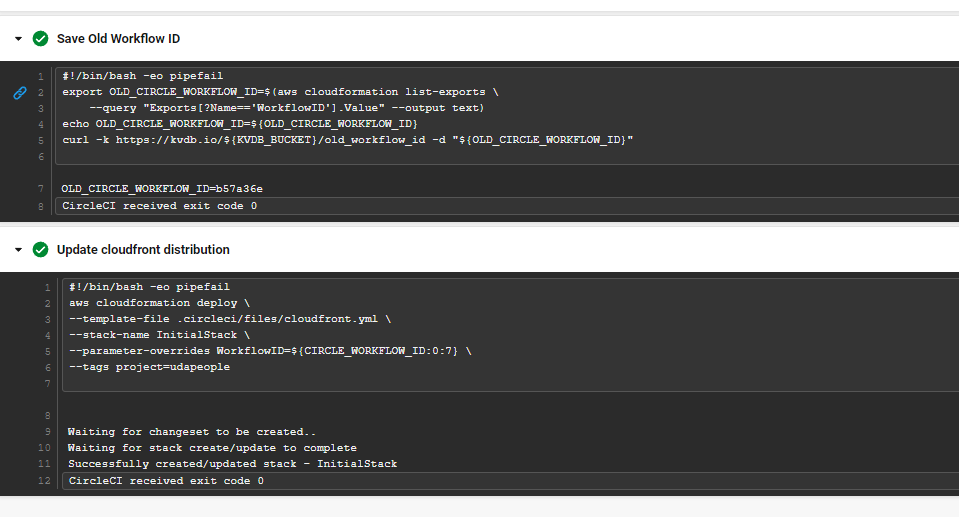 Save Old Workflow ID
1 #!/bin/bash -eo pipefail
2 export OLD_CIRCLE_WORKFLOW_ID=$(aws cloudformation list-exports \
3 --query "Exports[?Name=='WorkflowID'].Value" --output text)
4 echo OLD_CIRCLE_WORKFLOW_ID=${OLD_CIRCLE_WORKFLOW_ID}
5 curl -k https://kvdb.io/${KVDB_BUCKET}/old_workflow_id -d "${OLD_CIRCLE_WORKFLOW_ID}"
6
7 OLD_CIRCLE_WORKFLOW_ID=b57a36e
8 CircleCI received exit code 0
Update cloudfront distribution
1 #!/bin/bash -eo pipefail
2 aws cloudformation deploy \
3 --template-file .circleci/files/cloudfront.yml \
4 --stack-name InitialStack \
5 --parameter-overrides WorkflowID=${CIRCLE_WORKFLOW_ID:0:7} \
6 --tags project=udapeople
7
8
9 Waiting for changeset to be created..
10 Waiting for stack create/update to complete
11 Successfully created/updated stack - InitialStack
12 CircleCI received exit code 0